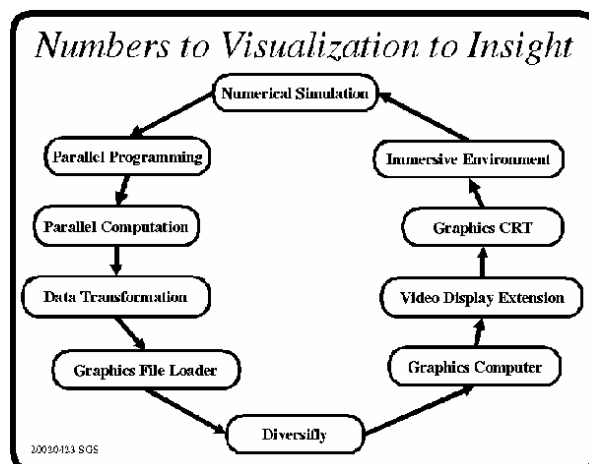 Numbers to Visualization to Insight
Numerical Simulation
Parallel Programming
Immersive Environment
Parallel Computation
Graphics CRT
Data Transformation
Video Display Extension
Graphics File Loader
Graphics Computer
Diversifly
20020423 SGS